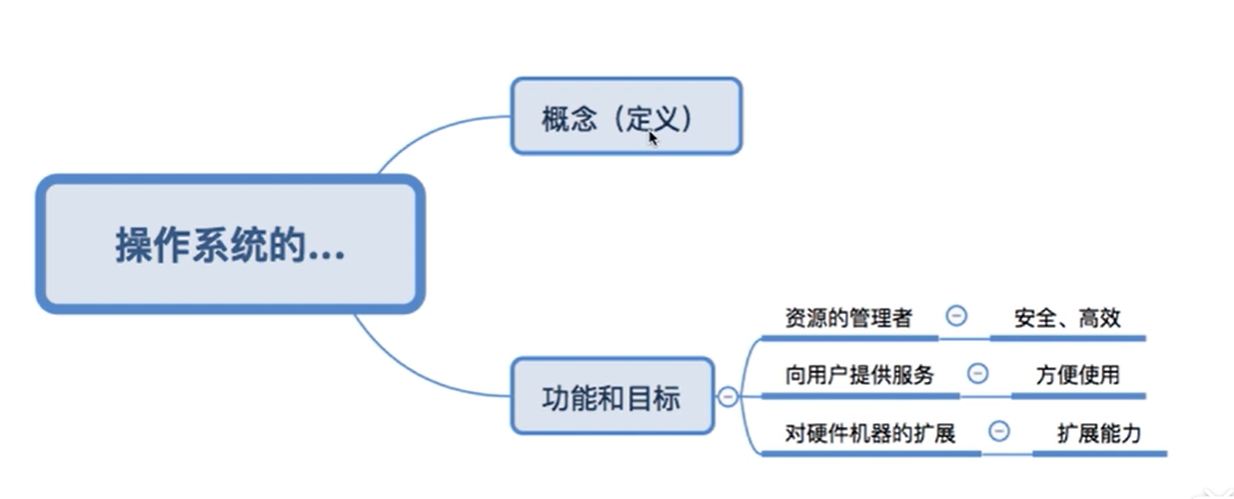 概念（定义）
操作系统的...
资源的管理者 安全、高效
向用户提供服务 方便使用
功能和目标
对硬件机器的扩展 扩展能力